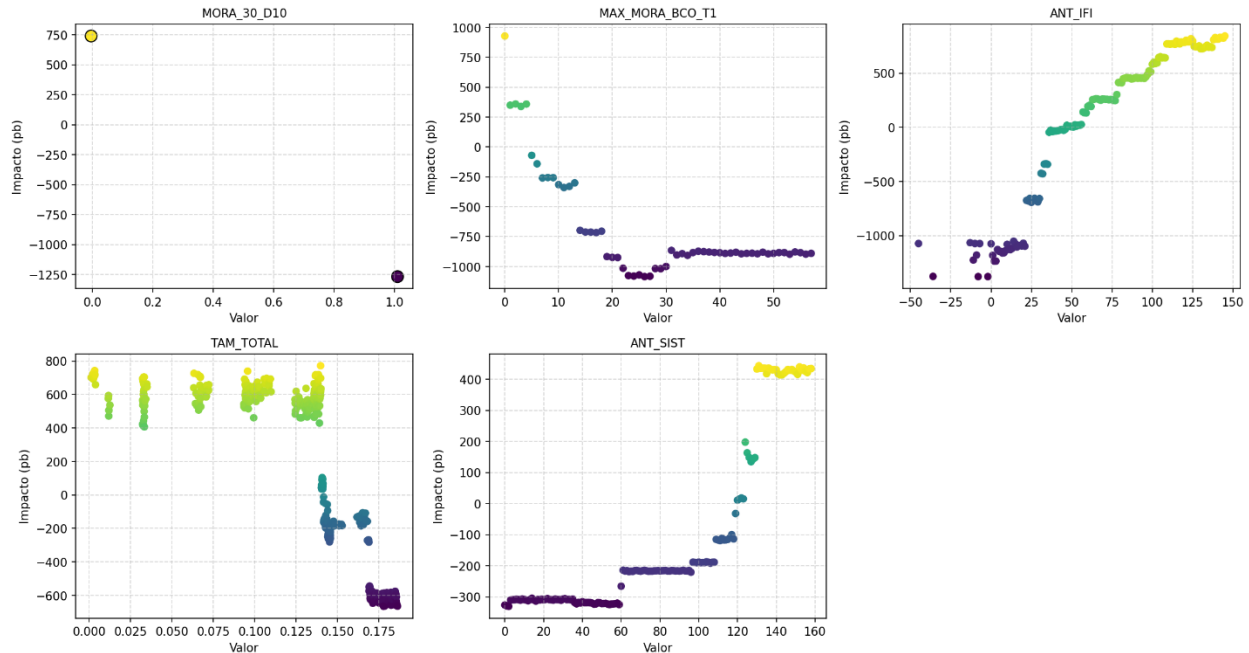 MORA_30_D10
Impacto (pb)
750
500
250
0
−250
−500
−750
−1000
−1250
0.0 0.2 0.4 0.6 0.8 1.0
Valor
MAX_MORA_BCO_T1
Impacto (pb)
1000
750
500
250
0
−250
−500
−750
−1000
0 10 20 30 40 50
Valor
ANT_IFI
Impacto (pb)
500
0
−500
−1000
−50 −25 0 25 50 75 100 125 150
Valor
TAM_TOTAL
Impacto (pb)
800
600
400
200
0
−200
−400
−600
0.000 0.025 0.050 0.075 0.100 0.125 0.150 0.175
Valor
ANT_SIST
Impacto (pb)
400
300
200
100
0
−100
−200
−300
0 20 40 60 80 100 120 140 160
Valor